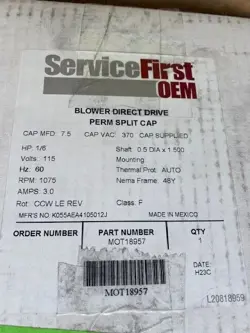 ServiceFirst
OEM
BLOWER DIRECT DRIVE
PERM SPLIT CAP
CAP MFD: 7.5 CAP VAC: 370 CAP SUPPLIED
HP: 1/6 Shaft: 0.5 DIA x 1.500
Volts: 115 Mounting
Hz: 60 Thermal Prot.: AUTO
RPM: 1075 Nema Frame: 48Y
AMPS: 3.0
Rot: CCW LE REV Class: F
MFR'S NO. K055AEA4105012J MADE IN MEXICO
ORDER NUMBER PART NUMBER QTY
MOT18957 1
DATE:
H23C
MOT18957
L20818959